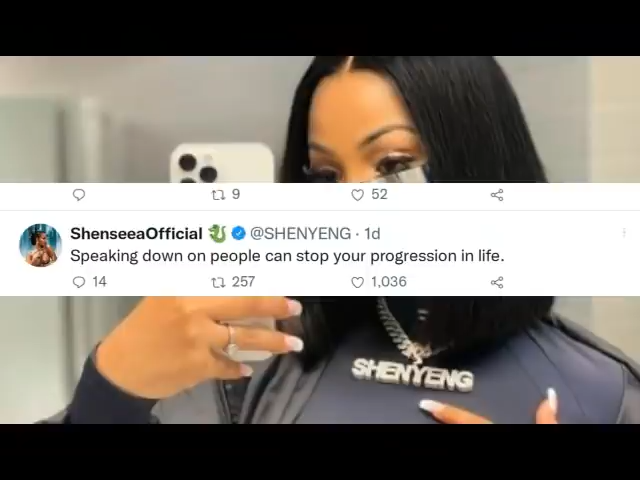 9 52
ShenseeaOfficial 🐉 @SHENYENG · 1d
Speaking down on people can stop your progression in life.
14 257 1,036
SHENYENG